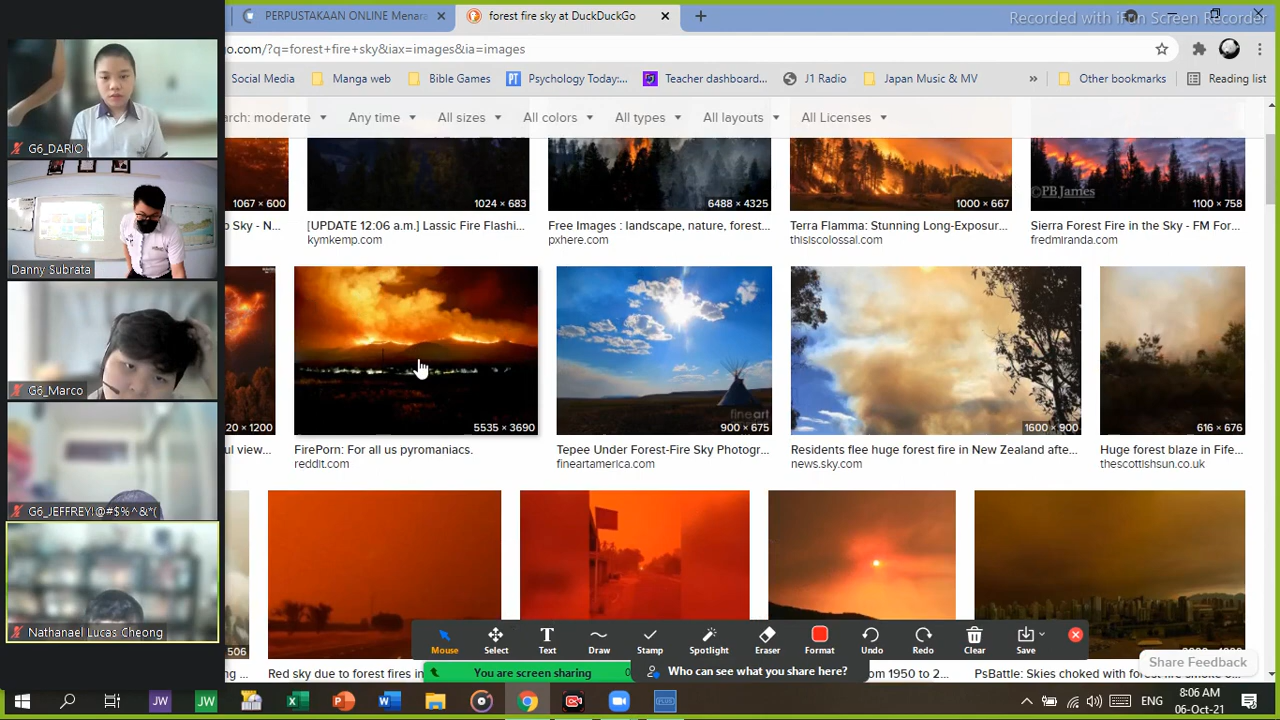 PERPUSTAKAAN ONLINE Menara
forest fire sky at DuckDuckGo
Recorded with iFun Screen Recorder
go.com/?q=forest+fire+sky&iax=images&ia=images
Social Media
Manga web
Bible Games
Psychology Today:...
Teacher dashboard...
J1 Radio
Japan Music & MV
»
Other bookmarks
Reading list
arch: moderate
Any time
All sizes
All colors
All types
All layouts
All Licenses
1067 × 600
1024 × 683
6488 × 4325
1000 × 667
©PB James
1100 × 758
o Sky - N...
[UPDATE 12:06 a.m.] Lassic Fire Flashi...
kymkemp.com
Free Images : landscape, nature, forest...
pxhere.com
Terra Flamma: Stunning Long-Exposur...
thisiscolossal.com
Sierra Forest Fire in the Sky - FM For...
fredmiranda.com
20 × 1200
5535 × 3690
fineart
900 × 675
1600 × 900
616 × 676
ul view...
FirePorn: For all us pyromaniacs.
reddit.com
Tepee Under Forest-Fire Sky Photogr...
fineartamerica.com
Residents flee huge forest fire in New Zealand afte...
news.sky.com
Huge forest blaze in Fife...
thescottishsun.co.uk
506
ng ...
Red sky due to forest fires in
rom 1950 to 2...
PsBattle: Skies choked with forest fire smoke
G6_DARIO
Danny Subrata
G6_Marco
G6_JEFFREY!@#$%^&*(
Nathanael Lucas Cheong
Mouse
Select
Text
Draw
Stamp
Spotlight
Eraser
Format
Undo
Redo
Clear
Save
You are screen sharing
Who can see what you share here?
Share Feedback
JW
JW
ENG
8:06 AM
06-Oct-21